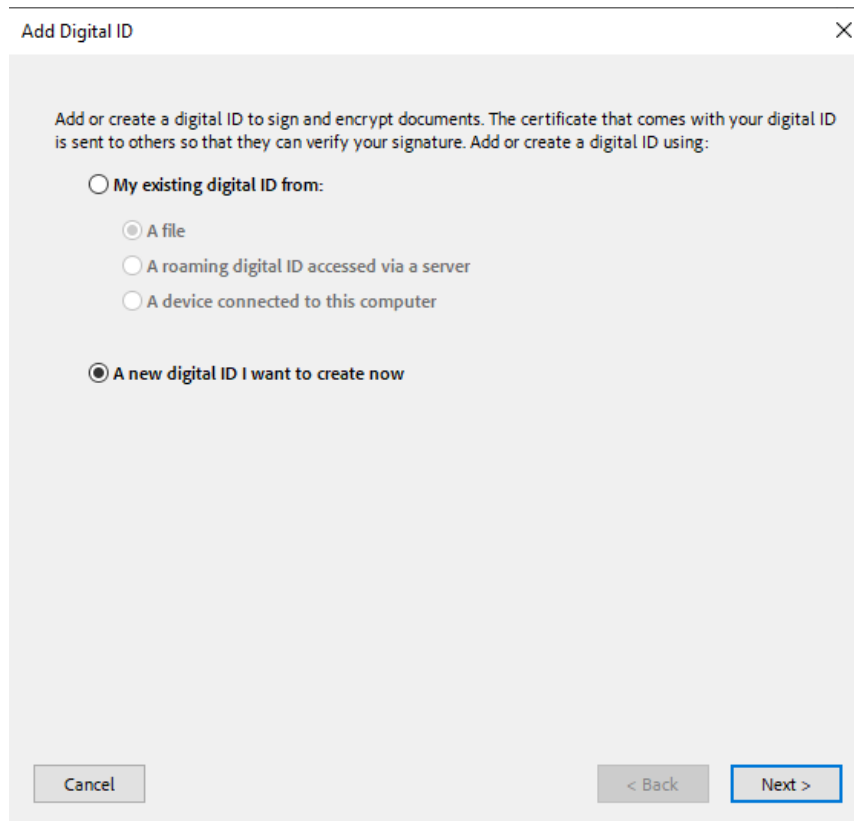 Add Digital ID
Add or create a digital ID to sign and encrypt documents. The certificate that comes with your digital ID
is sent to others so that they can verify your signature. Add or create a digital ID using:
My existing digital ID from:
A file
A roaming digital ID accessed via a server
A device connected to this computer
A new digital ID I want to create now
Cancel
< Back
Next >